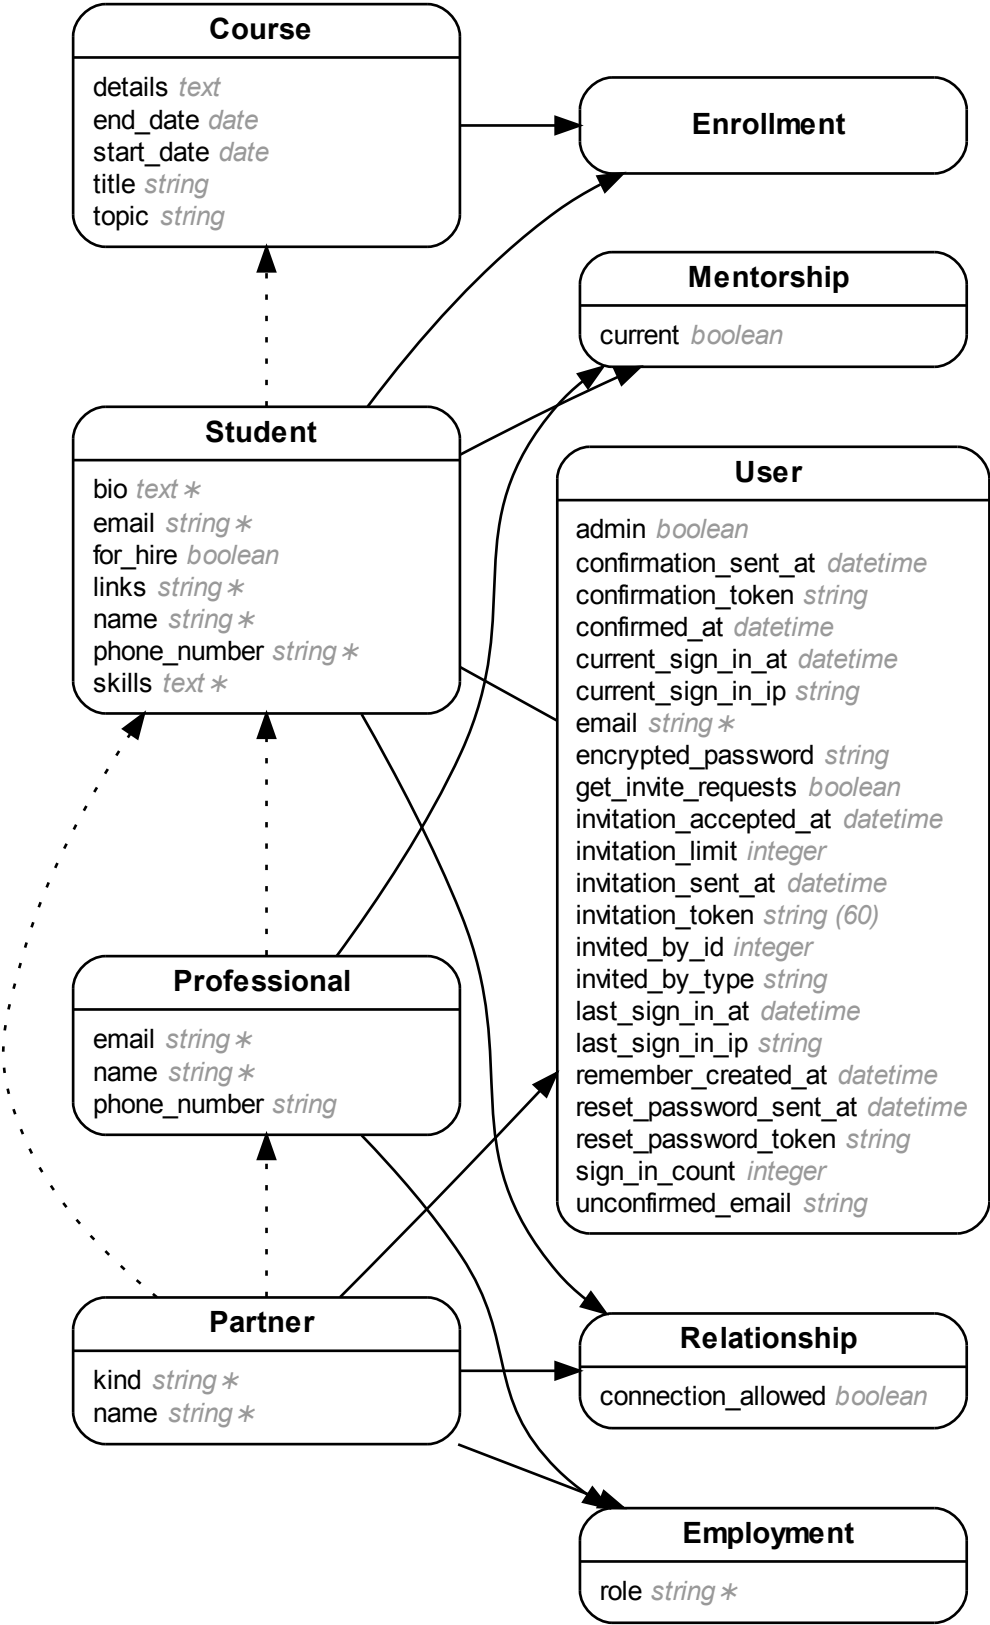 Course
details text
end_date date
start_date date
title string
topic string
Enrollment
Mentorship
current boolean
Student
bio text ∗
email string ∗
for_hire boolean
links string ∗
name string ∗
phone_number string ∗
skills text ∗
User
admin boolean
confirmation_sent_at datetime
confirmation_token string
confirmed_at datetime
current_sign_in_at datetime
current_sign_in_ip string
email string ∗
encrypted_password string
get_invite_requests boolean
invitation_accepted_at datetime
invitation_limit integer
invitation_sent_at datetime
invitation_token string (60)
invited_by_id integer
invited_by_type string
last_sign_in_at datetime
last_sign_in_ip string
remember_created_at datetime
reset_password_sent_at datetime
reset_password_token string
sign_in_count integer
unconfirmed_email string
Professional
email string ∗
name string ∗
phone_number string
Partner
kind string ∗
name string ∗
Relationship
connection_allowed boolean
Employment
role string ∗